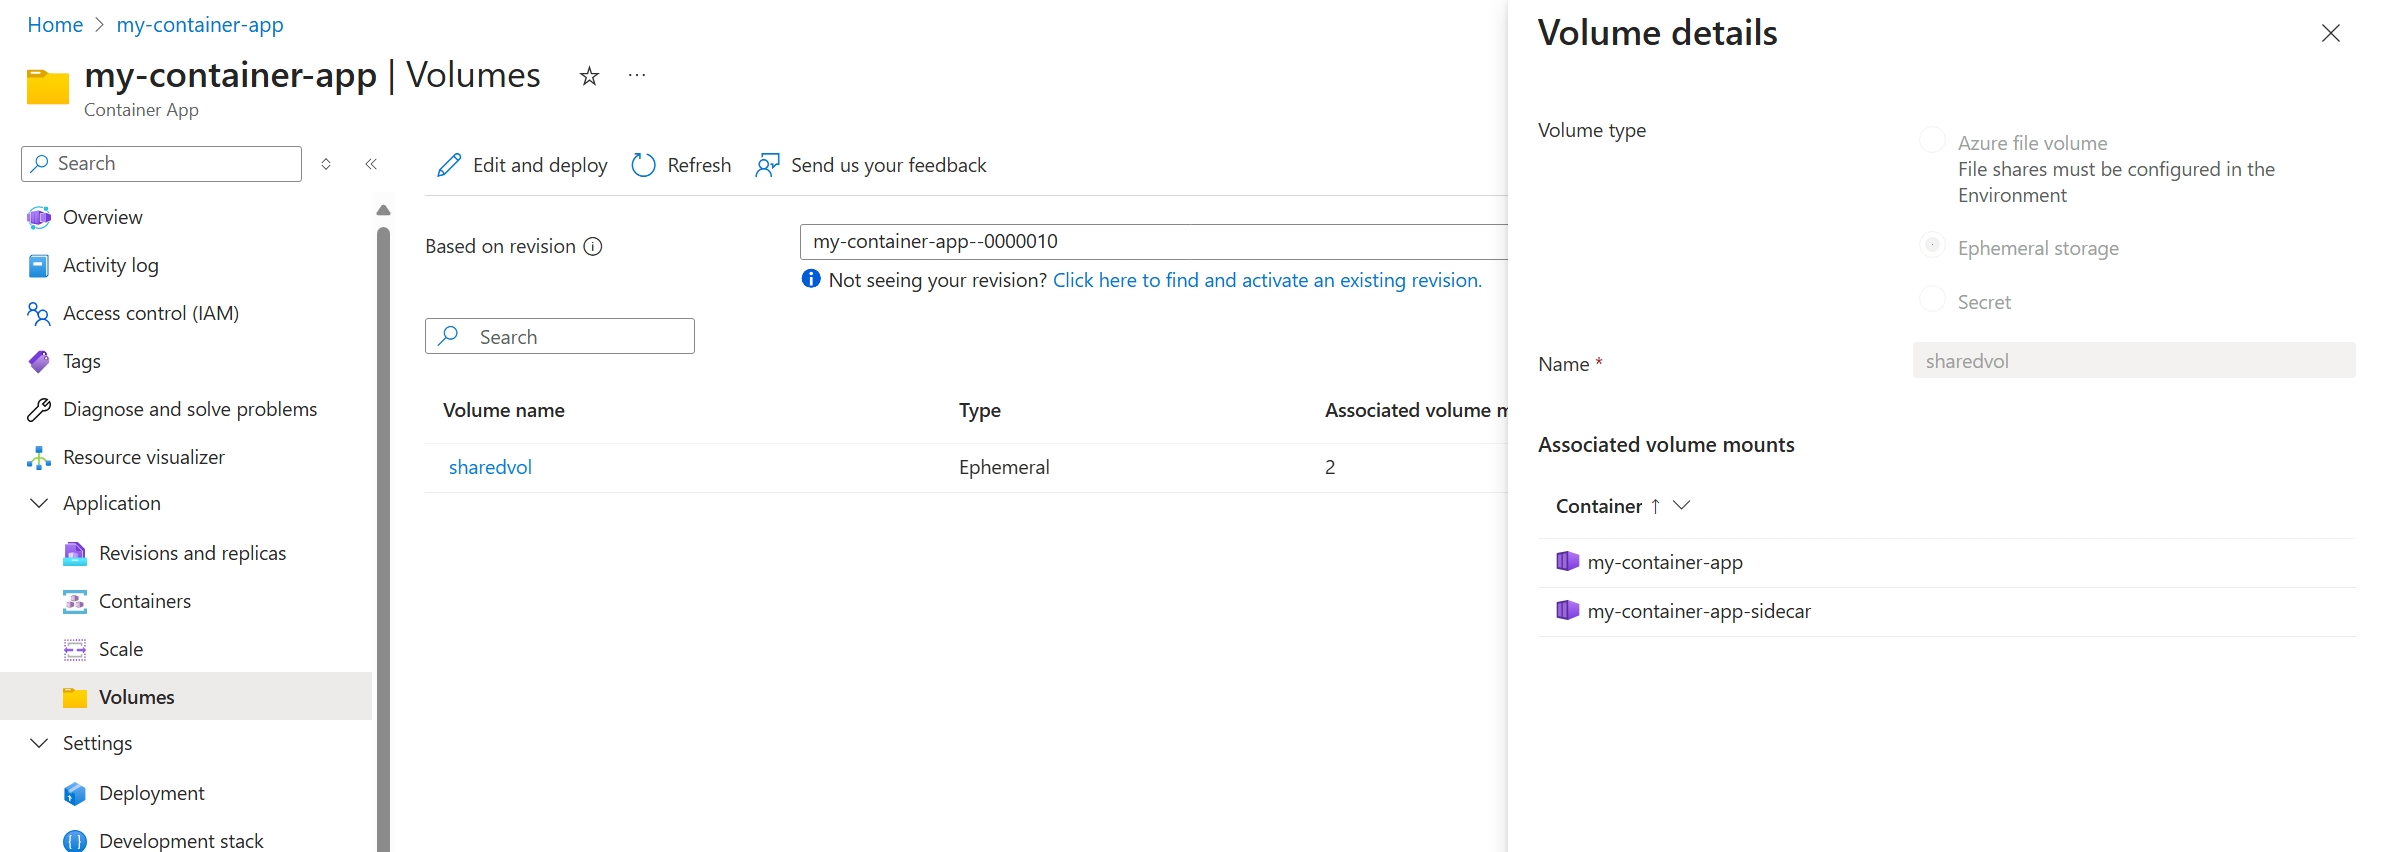 Home > my-container-app
my-container-app | Volumes
Container App
Search
Overview
Activity log
Access control (IAM)
Tags
Diagnose and solve problems
Resource visualizer
Application
Revisions and replicas
Containers
Scale
Volumes
Settings
Deployment
Development stack
Edit and deploy
Refresh
Send us your feedback
Based on revision
my-container-app--0000010
Not seeing your revision? Click here to find and activate an existing revision.
Search
Volume name Type Associated volume m
sharedvol Ephemeral 2
Volume details
Volume type
Azure file volume
File shares must be configured in the
Environment
Ephemeral storage
Secret
Name *
sharedvol
Associated volume mounts
Container ↑
my-container-app
my-container-app-sidecar